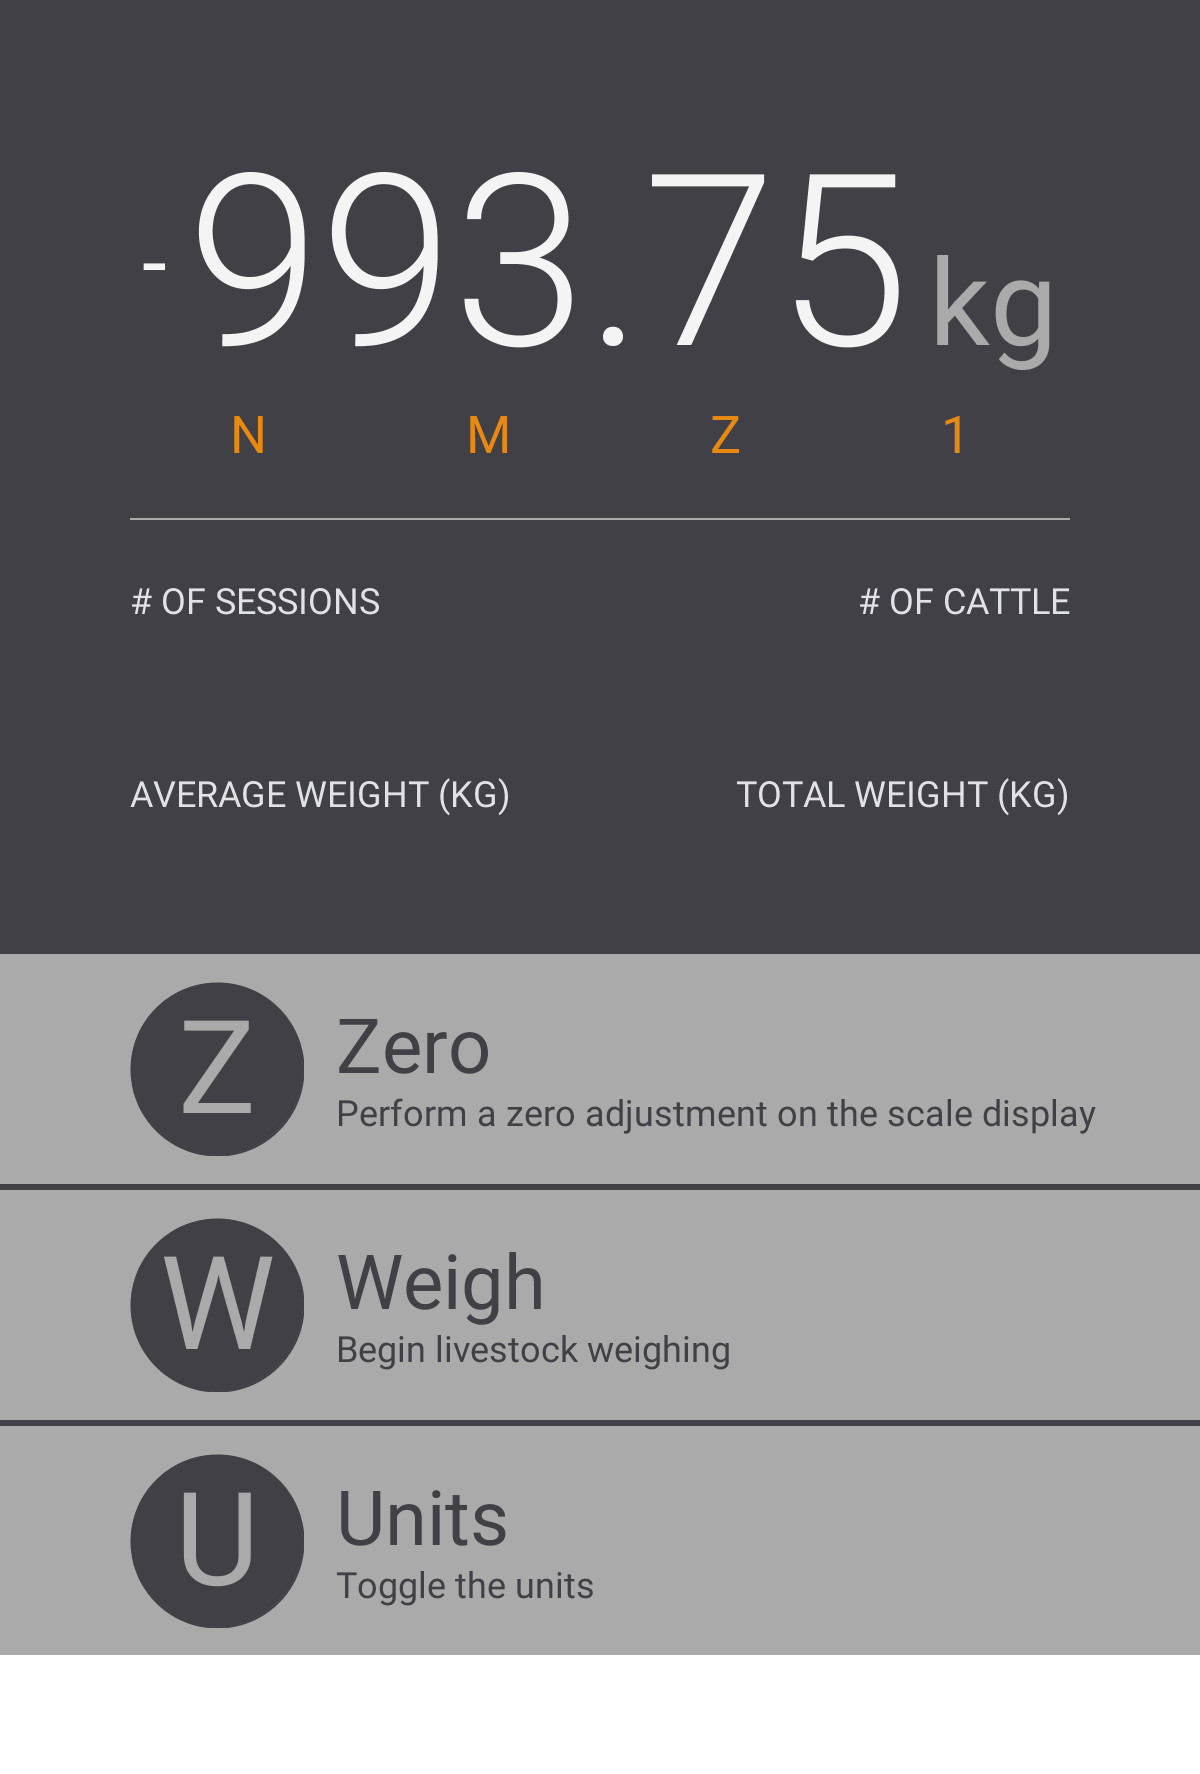 -993.75 kg
N M Z 1
# OF SESSIONS # OF CATTLE
AVERAGE WEIGHT (KG) TOTAL WEIGHT (KG)
Z Zero
Perform a zero adjustment on the scale display
W Weigh
Begin livestock weighing
U Units
Toggle the units